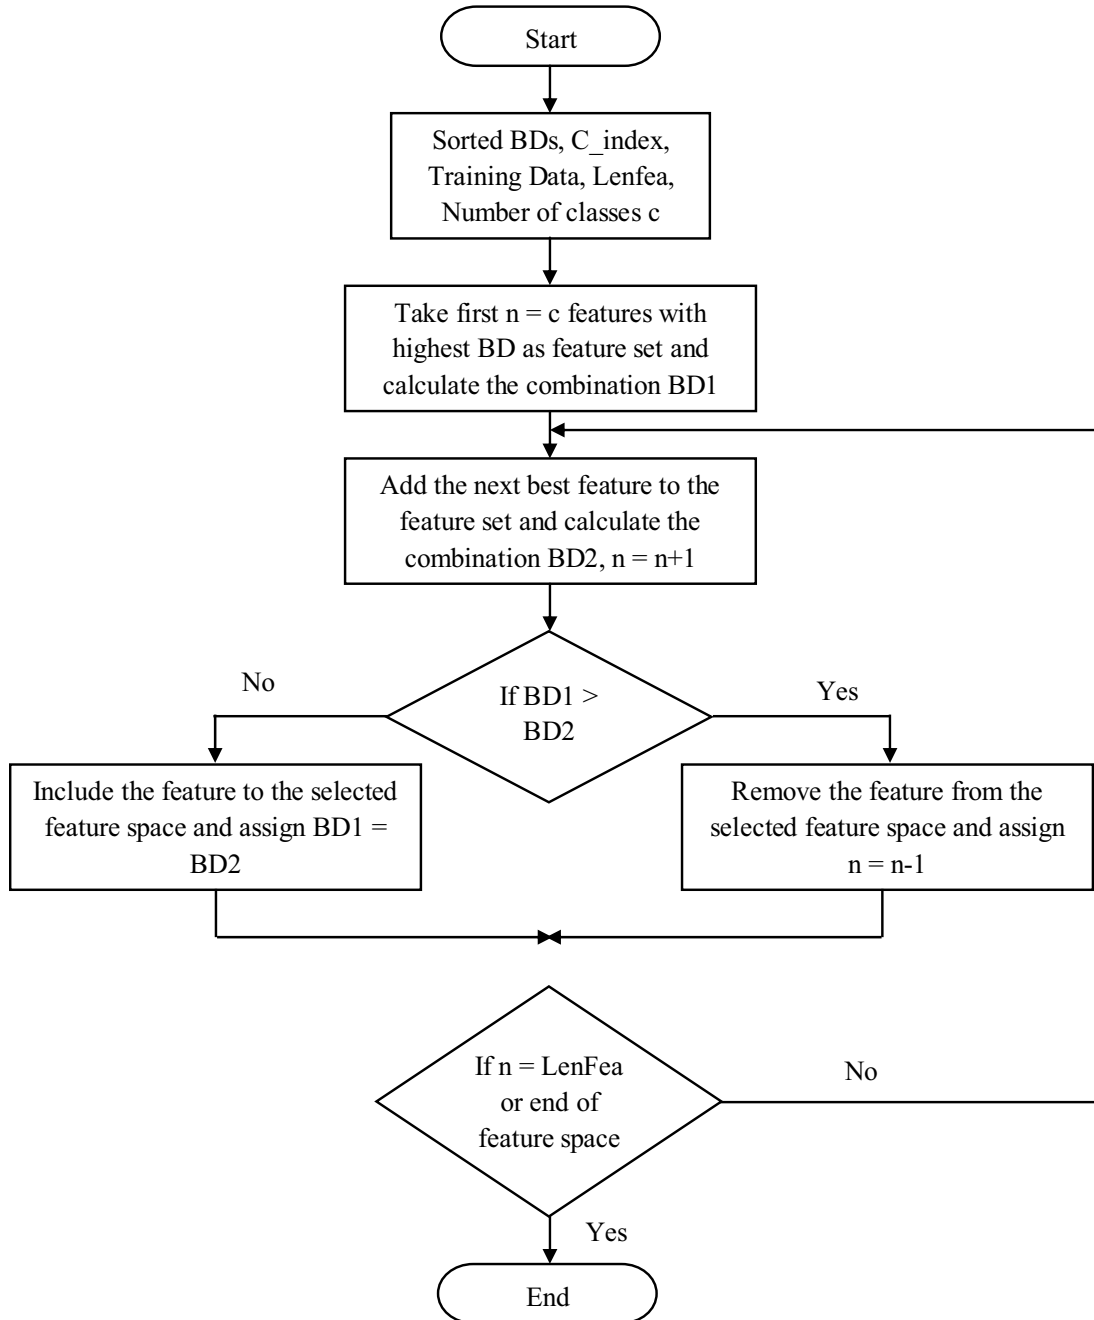 Start
Sorted BDs, C_index,
Training Data, Lenfea,
Number of classes c
Take first n = c features with
highest BD as feature set and
calculate the combination BD1
Add the next best feature to the
feature set and calculate the
combination BD2, n = n+1
If BD1 >
BD2
No
Yes
Include the feature to the selected
feature space and assign BD1 =
BD2
Remove the feature from the
selected feature space and assign
n = n-1
If n = LenFea
or end of
feature space
No
Yes
End